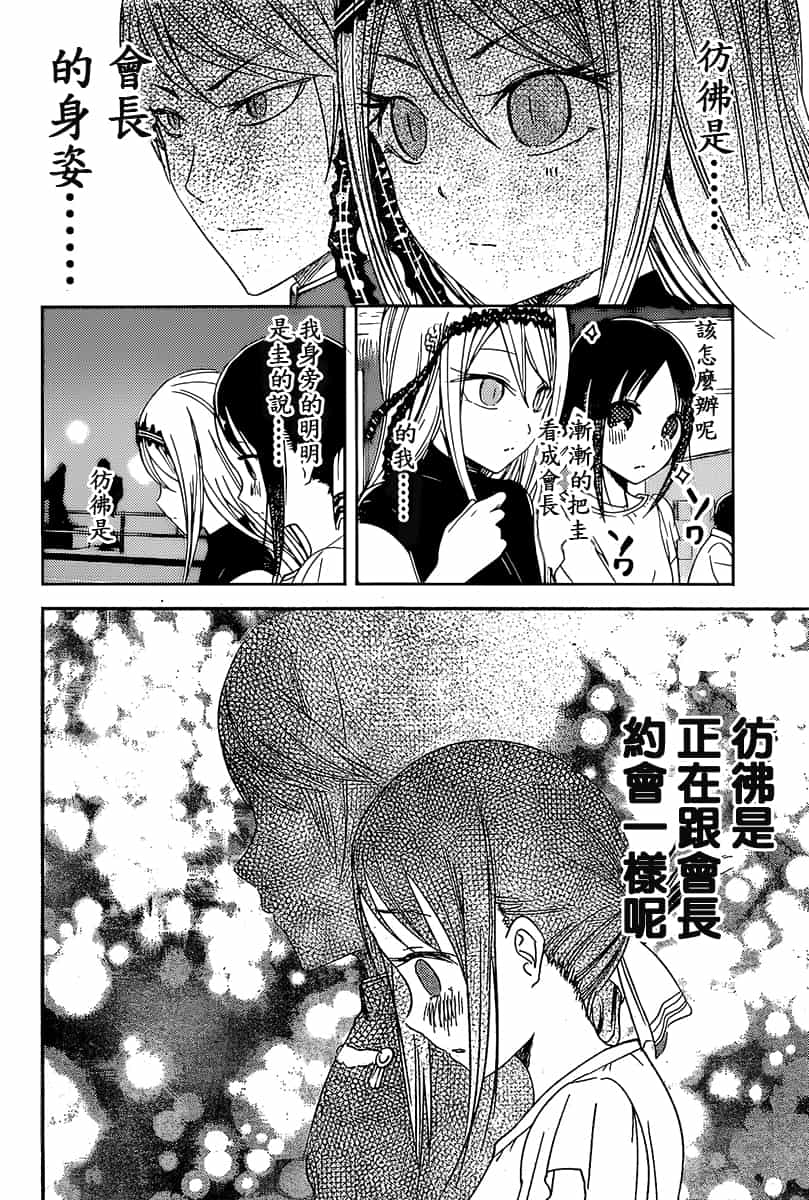 彷彿是……
會長
的身姿……
該怎麼辦呢
漸漸的把圭
看成會長
的我……
ソワ
ソワ
我身旁的明明
是圭的說……
彷彿是
彷彿是
正在跟會長
約會一樣呢